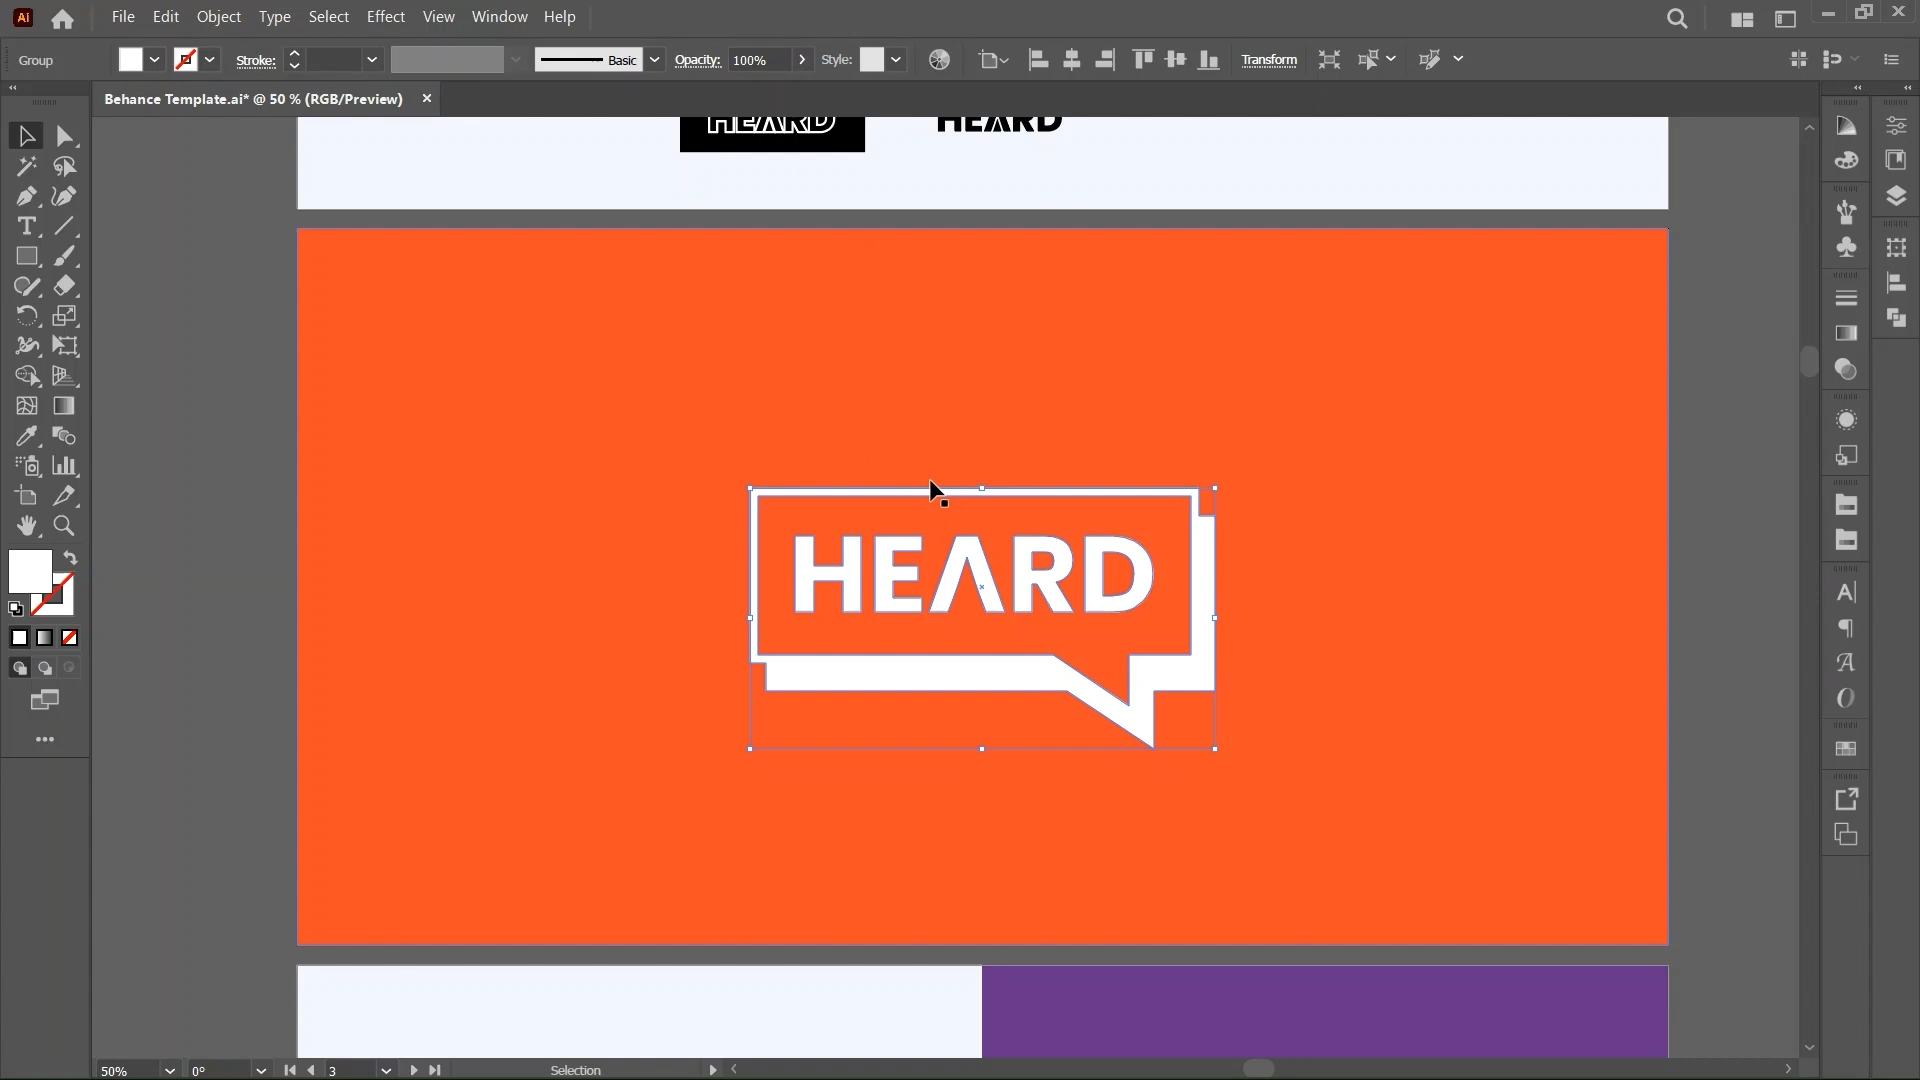 Ai File Edit Object Type Select Effect View Window Help
Group Stroke: Basic Opacity: 100% Style: Transform
Behance Template.ai* @ 50 % (RGB/Preview)
HEARD HEARD
HEARD
50% 0° 3 Selection